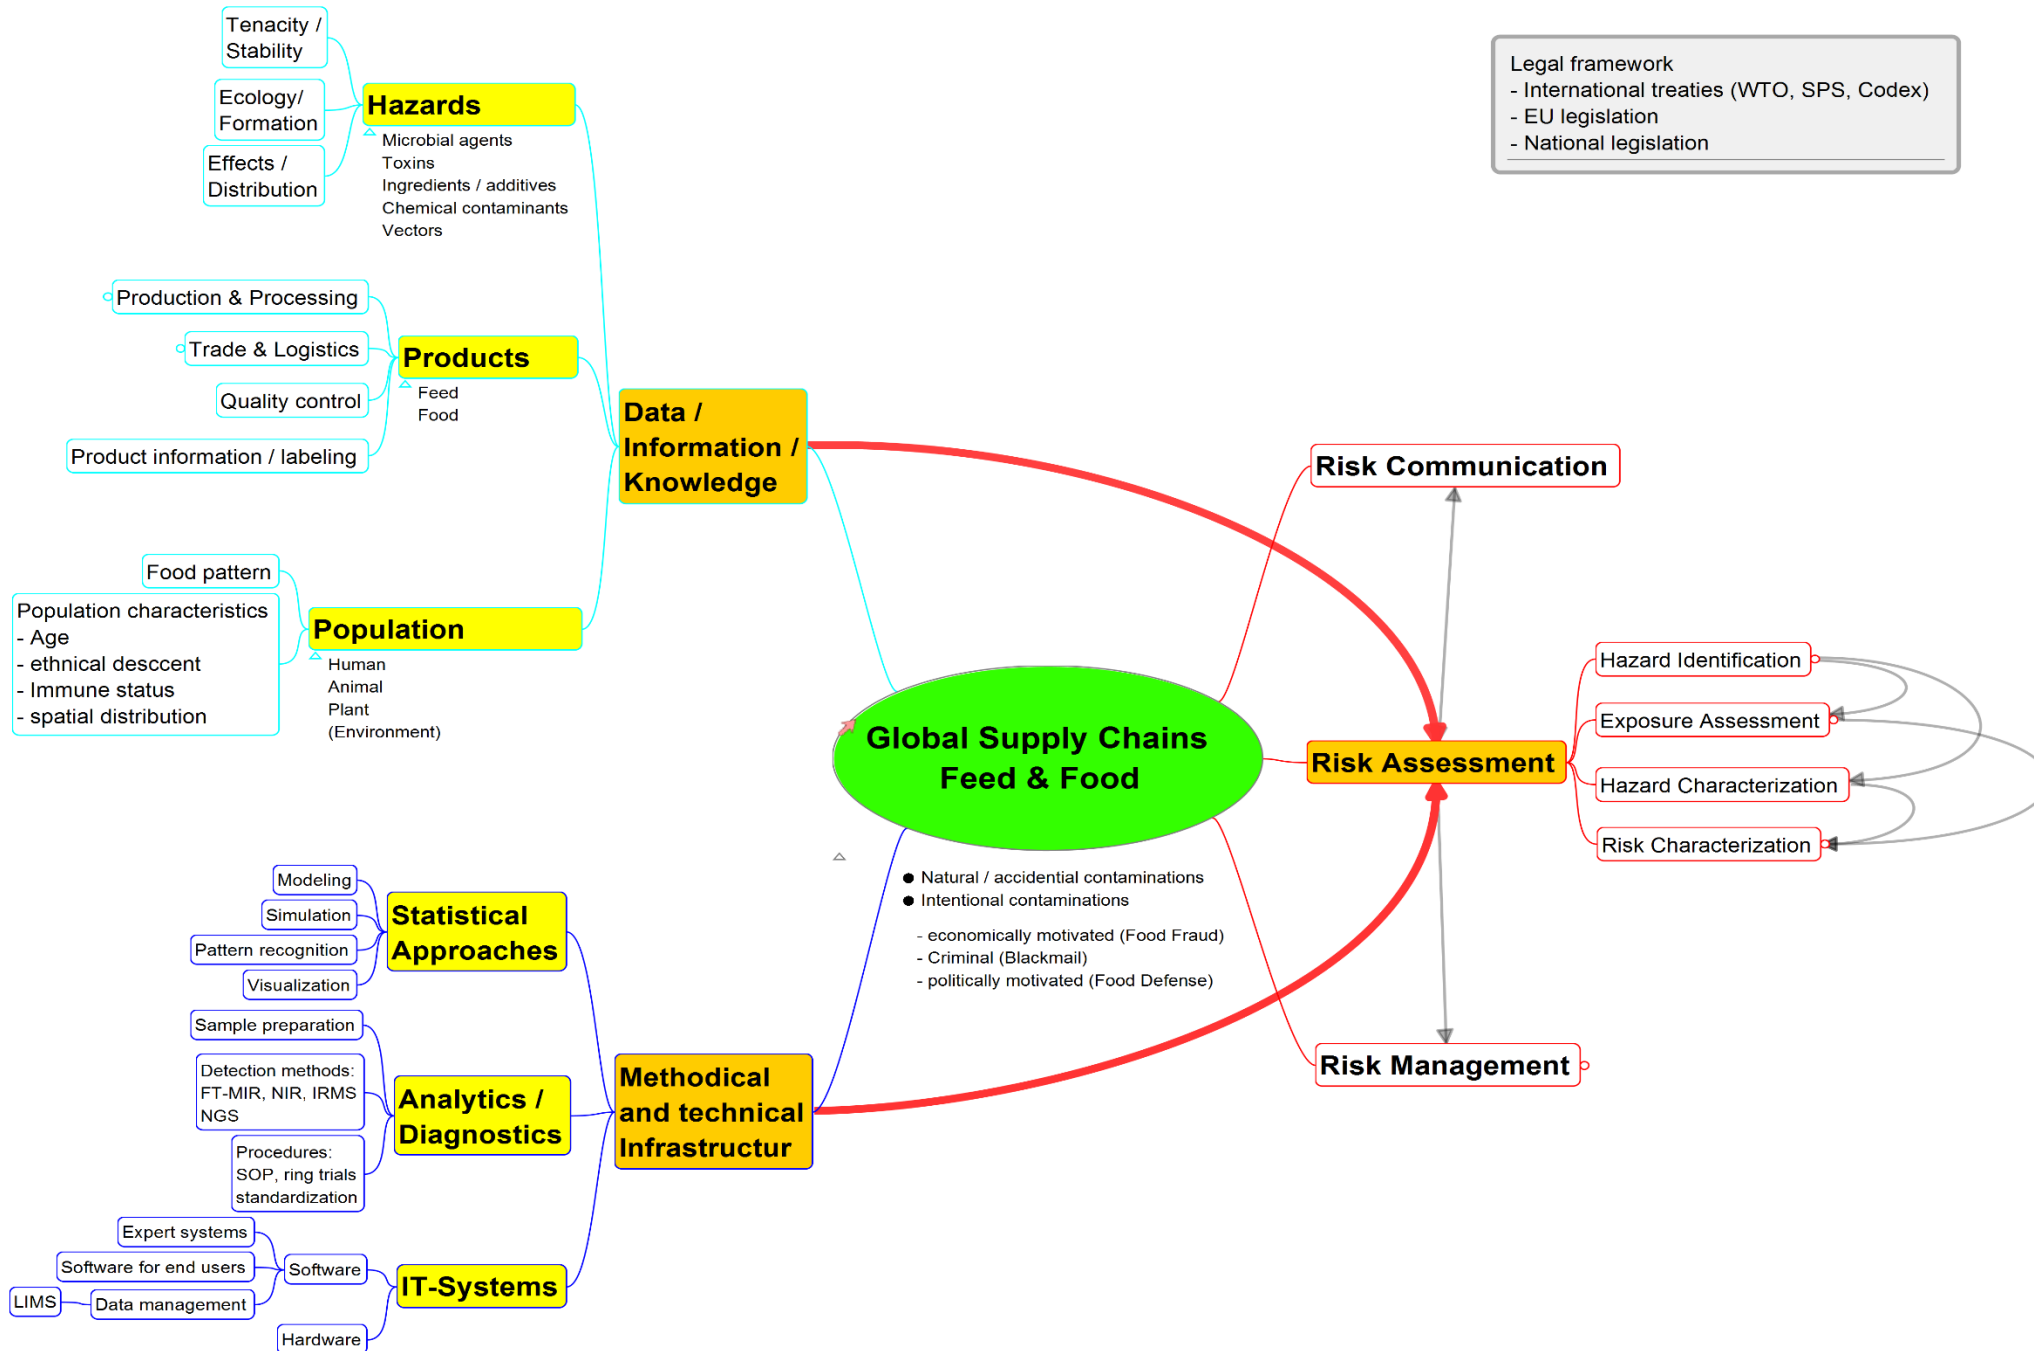 Tenacity /
Stability
Ecology/
Formation
Effects /
Distribution
Hazards
Microbial agents
Toxins
Ingredients / additives
Chemical contaminants
Vectors
Production & Processing
Trade & Logistics
Quality control
Product information / labeling
Products
Feed
Food
Food pattern
Population characteristics
- Age
- ethnical desccent
- Immune status
- spatial distribution
Population
Human
Animal
Plant
(Environment)
Data /
Information /
Knowledge
Modeling
Simulation
Pattern recognition
Visualization
Statistical
Approaches
Sample preparation
Detection methods:
FT-MIR, NIR, IRMS
NGS
Procedures:
SOP, ring trials
standardization
Analytics /
Diagnostics
Expert systems
Software for end users
LIMS
Data management
Software
Hardware
IT-Systems
Methodical
and technical
Infrastructur
Global Supply Chains
Feed & Food
● Natural / accidential contaminations
● Intentional contaminations
- economically motivated (Food Fraud)
- Criminal (Blackmail)
- politically motivated (Food Defense)
Legal framework
- International treaties (WTO, SPS, Codex)
- EU legislation
- National legislation
Risk Communication
Risk Assessment
Hazard Identification
Exposure Assessment
Hazard Characterization
Risk Characterization
Risk Management